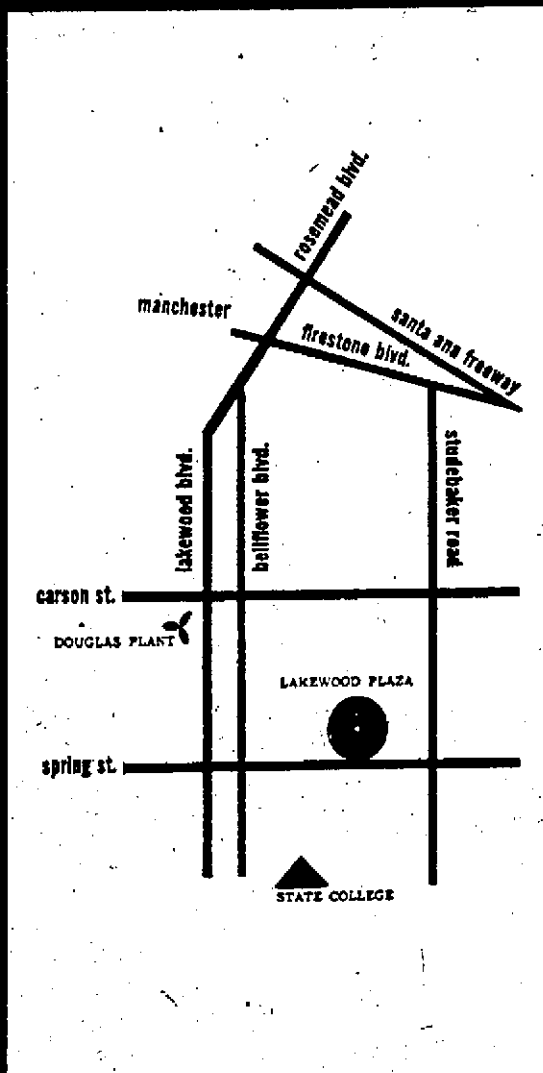 rosemead blvd.
manchester
santa ana freeway
firestone blvd.
lakewood blvd.
bellflower blvd.
studebaker road
carson st.
DOUGLAS PLANT
LAKEWOOD PLAZA
spring st.
STATE COLLEGE